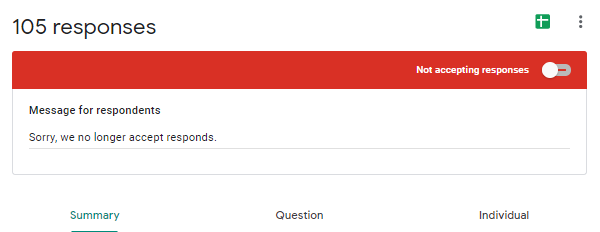 105 responses
Not accepting responses
Message for respondents
Sorry, we no longer accept responds.
Summary Question Individual